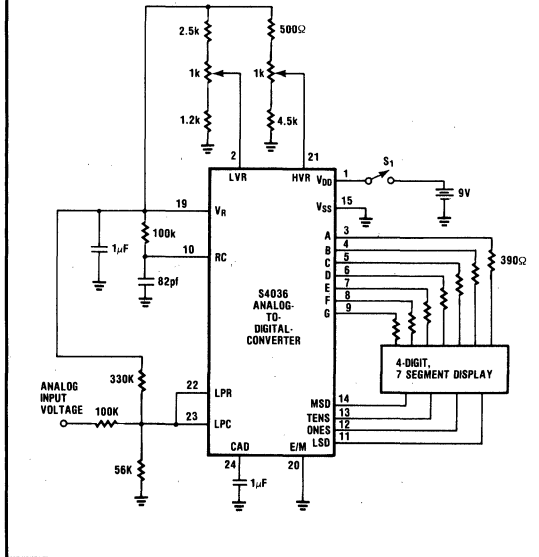 2.5k
500Ω
1k
1k
1.2k
4.5k
2
21
LVR
HVR
VDD
1
S1
9V
VSS
15
19
VR
100k
1μF
10
RC
82pf
A
3
B
4
C
5
D
6
E
7
F
8
G
9
390Ω
S4036
ANALOG-
TO-
DIGITAL-
CONVERTER
4-DIGIT,
7 SEGMENT DISPLAY
330K
ANALOG
INPUT
VOLTAGE
100K
22
LPR
23
LPC
MSD
14
TENS
13
ONES
12
LSD
11
56K
CAD
E/M
24
20
1μF